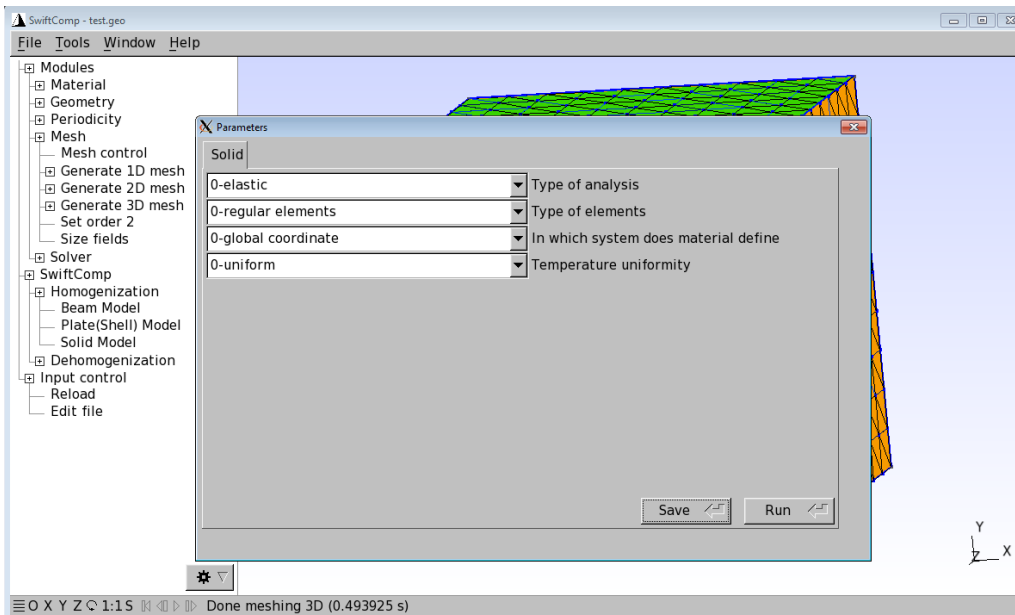 SwiftComp - test.geo
File Tools Window Help
Modules
Material
Geometry
Periodicity
Mesh
Mesh control
Generate 1D mesh
Generate 2D mesh
Generate 3D mesh
Set order 2
Size fields
Solver
SwiftComp
Homogenization
Beam Model
Plate(Shell) Model
Solid Model
Dehomogenization
Input control
Reload
Edit file
Parameters
Solid
0-elastic Type of analysis
0-regular elements Type of elements
0-global coordinate In which system does material define
0-uniform Temperature uniformity
Save Run
Y
Z X
O X Y Z 1:1 S Done meshing 3D (0.493925 s)